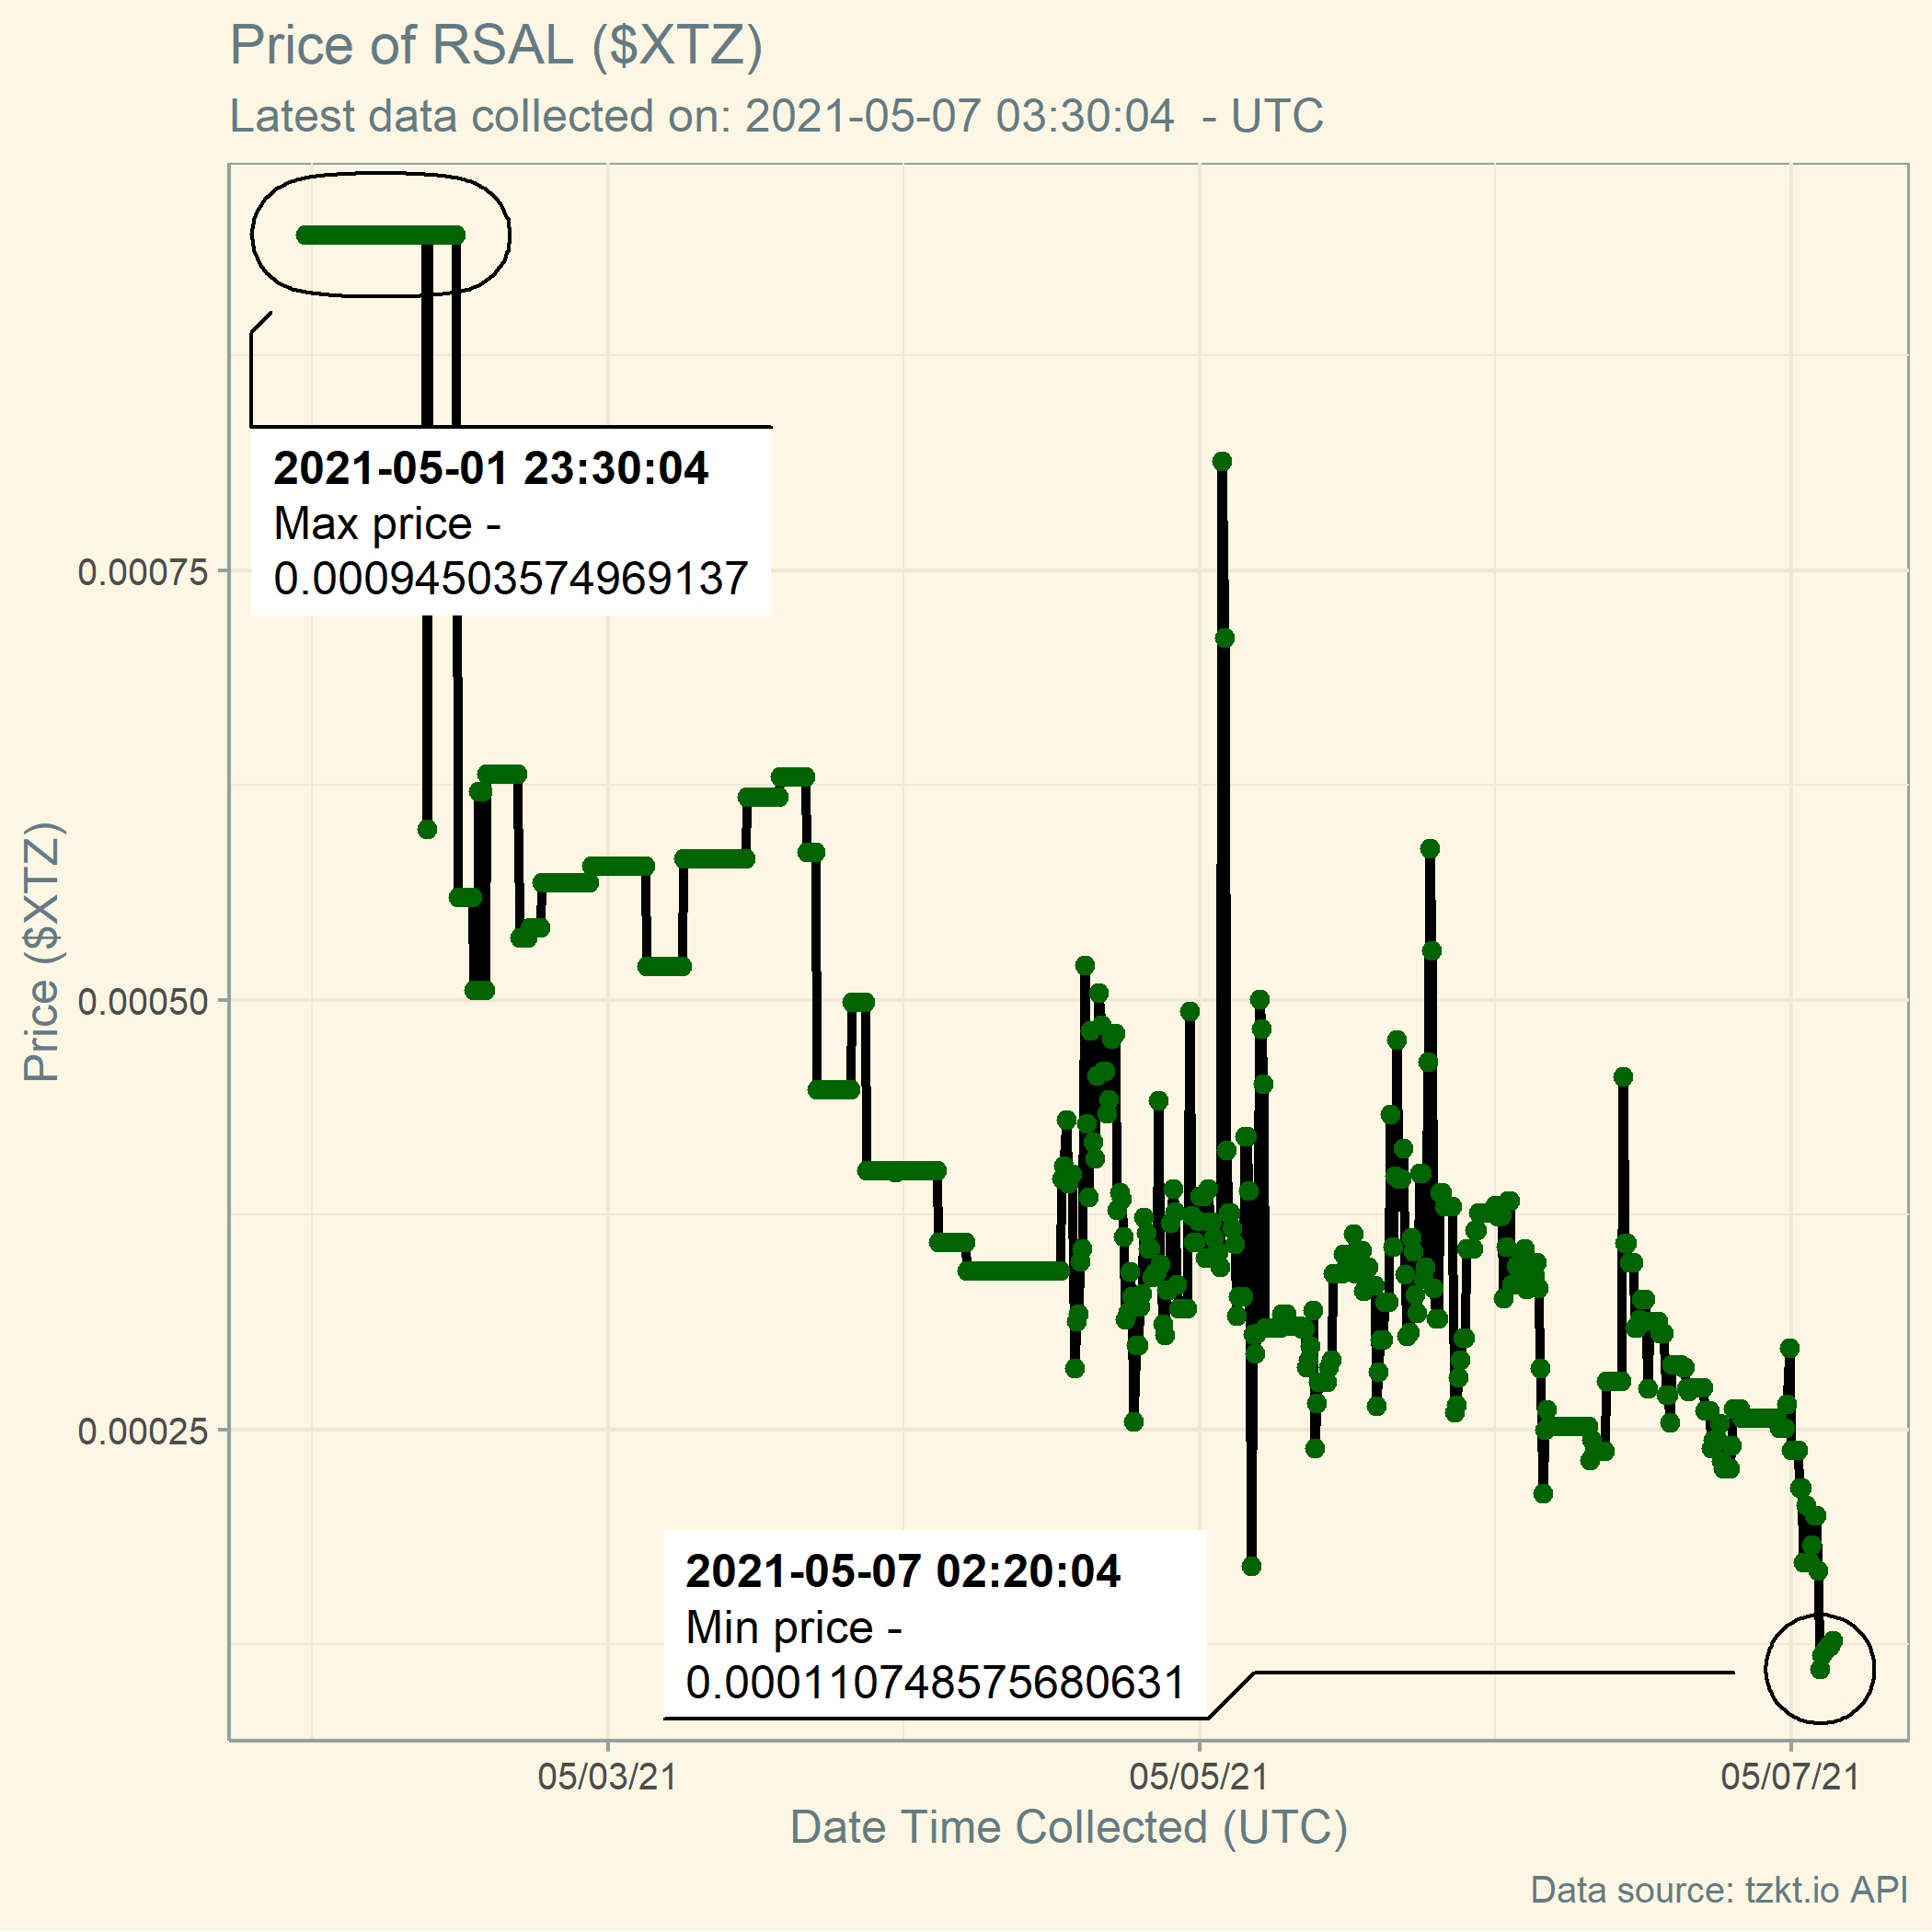 Price of RSAL ($XTZ)
Latest data collected on: 2021-05-07 03:30:04  - UTC
2021-05-01 23:30:04
Max price -
0.00094503574969137
0.00075
0.00050
0.00025
Price ($XTZ)
2021-05-07 02:20:04
Min price -
0.000110748575680631
05/03/21
05/05/21
05/07/21
Date Time Collected (UTC)
Data source: tzkt.io API